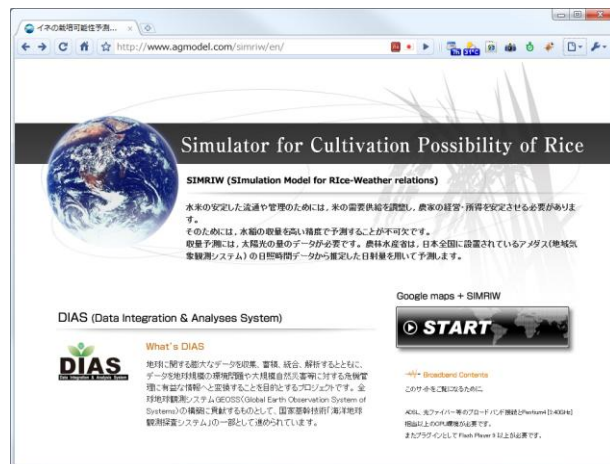 イネの栽培可能性予測...
http://www.agmodel.com/simriw/en/
Simulator for Cultivation Possibility of Rice
SIMRIW (SImulation Model for RIce-Weather relations)
水米の安定した流通や管理のためには，米の需要供給を調整し，農家の経営・所得を安定させる必要がありま
す。
そのためには，水稲の収量を高い精度で予測することが不可欠です。
収量予測には，太陽光の量のデータが必要です。農林水産省は，日本全国に設置されているアメダス（地域気
象観測システム）の日照時間データから推定した日射量を用いて予測します。
Google maps + SIMRIW
START
DIAS (Data Integration & Analyses System)
What's DIAS
DIAS
Data Integration & Analysis System
地球に関する膨大なデータを収集、蓄積、統合、解析するとともに、
データを地球規模の環境問題や大規模自然災害等に対する危機管
理に有益な情報へと変換することを目的とするプロジェクトです。全
球地球観測システムGEOSS(Global Earth Observation System of
Systems)の構築に貢献するものとして、国家基幹技術「海洋地球
観測探査システム」の一部として進められています。
Broadband Contents
このサイトをご覧になるために。
ADSL、光ファイバー等のブロードバンド接続とPentium4 [2.40GHz]
相当以上のCPU環境が必要です。
またプラグインとして Flash Player 9 以上が必要です。